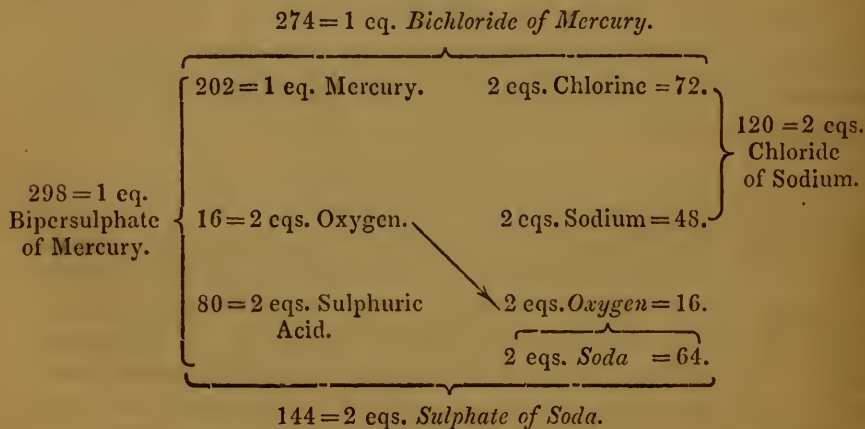 274 = 1 eq. Bichloride of Mercury.
202 = 1 eq. Mercury. 2 eqs. Chlorine = 72.
120 = 2 eqs.
Chloride
of Sodium.
298 = 1 eq.
Bipersulphate
of Mercury.
16 = 2 eqs. Oxygen. 2 eqs. Sodium = 48.
80 = 2 eqs. Sulphuric
Acid.
2 eqs. Oxygen = 16.
2 eqs. Soda = 64.
144 = 2 eqs. Sulphate of Soda.